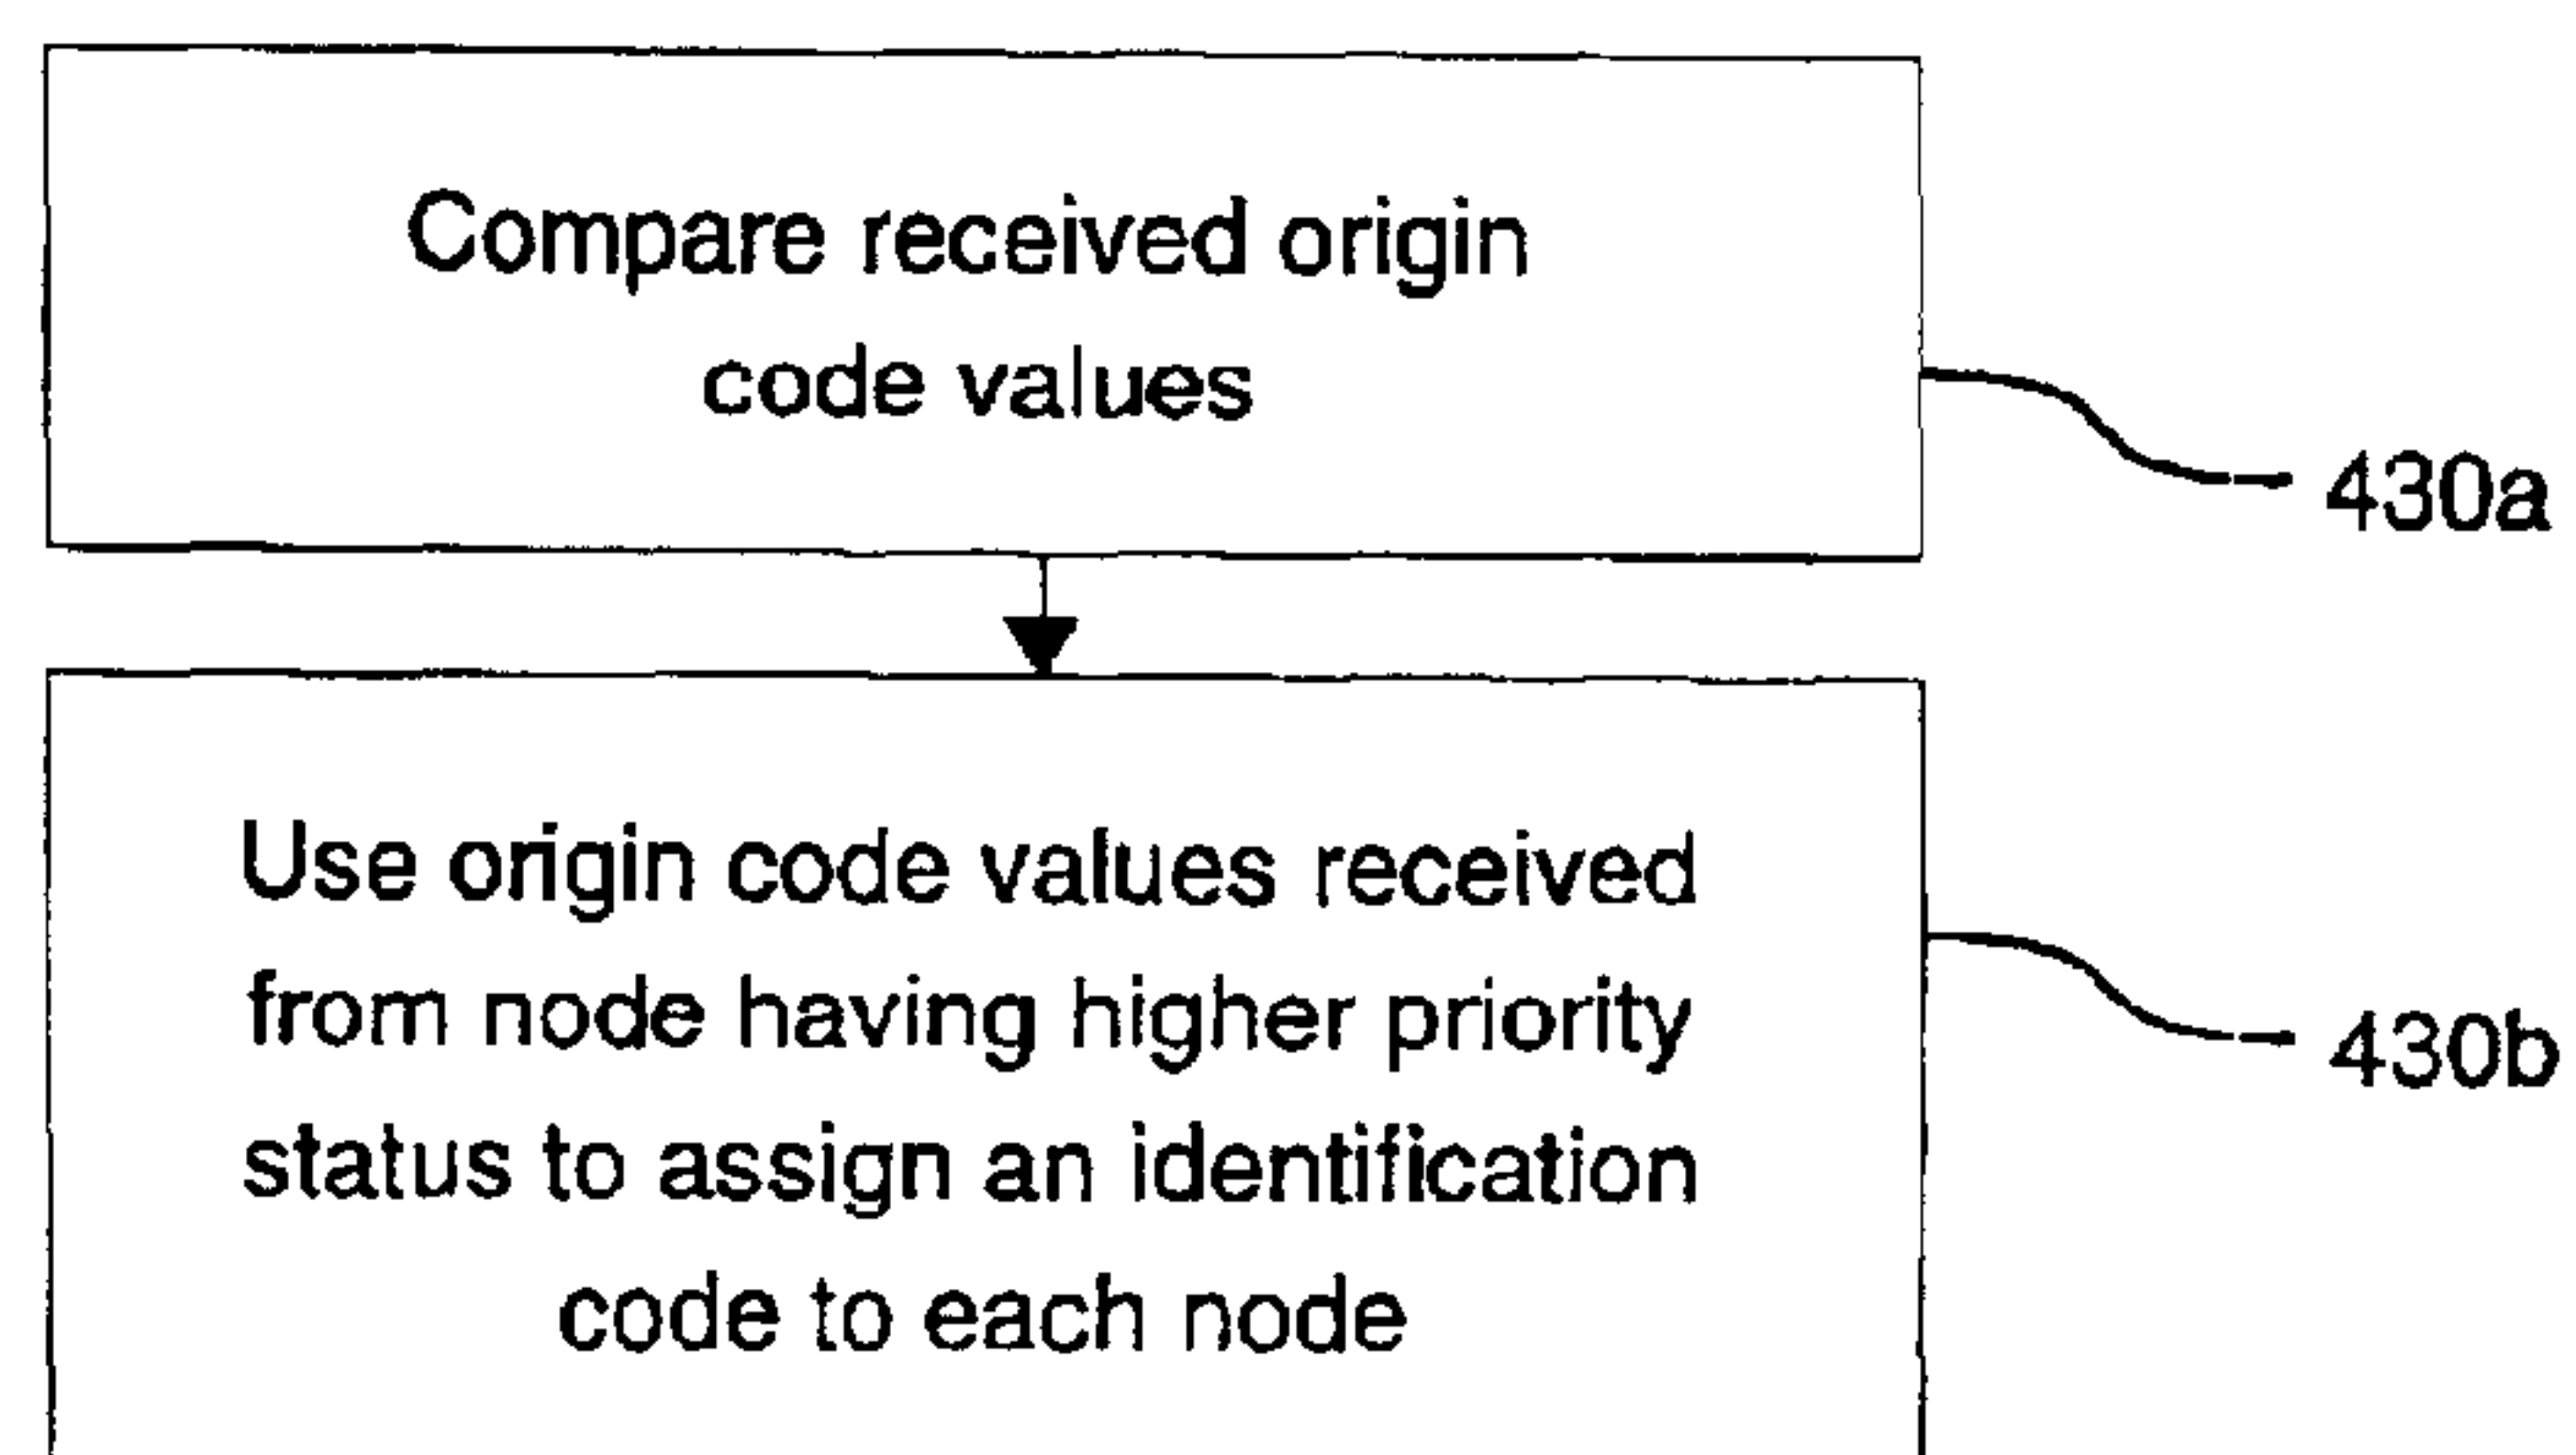 Compare received origin
code values
430a
Use origin code values received
from node having higher priority
status to assign an identification
code to each node
430b